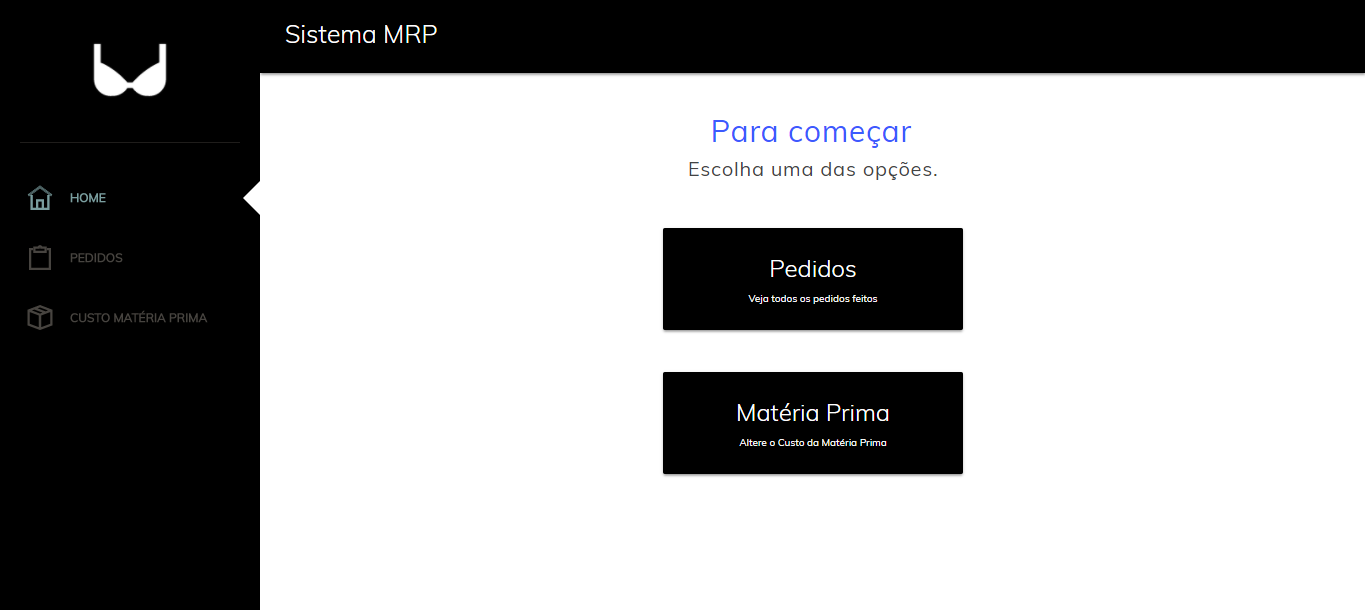 Sistema MRP
HOME
PEDIDOS
CUSTO MATÉRIA PRIMA
Para começar
Escolha uma das opções.
Pedidos
Veja todos os pedidos feitos
Matéria Prima
Altere o Custo da Matéria Prima